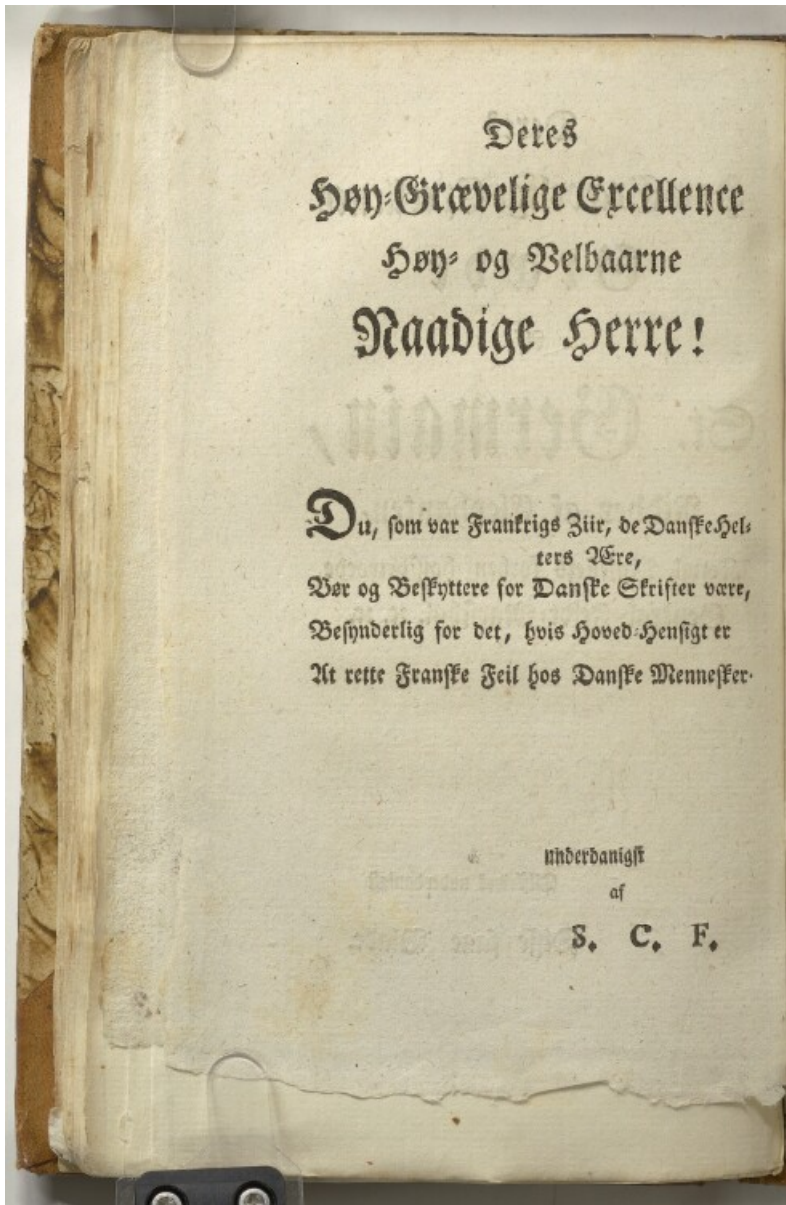 Deres
Høy-Grævelige Excellence
Høy- og Velbaarne
Naadige Herre!
Du, som var Frankrigs Ziir, de Danske Hel-
ters Ære,
Bør og Beskyttere for Danske Skrifter være,
Besynderlig for det, hvis Hoved-Hensigt er
At rette Franske Feil hos Danske Mennesker.
underdanigst
af
S. C. F.